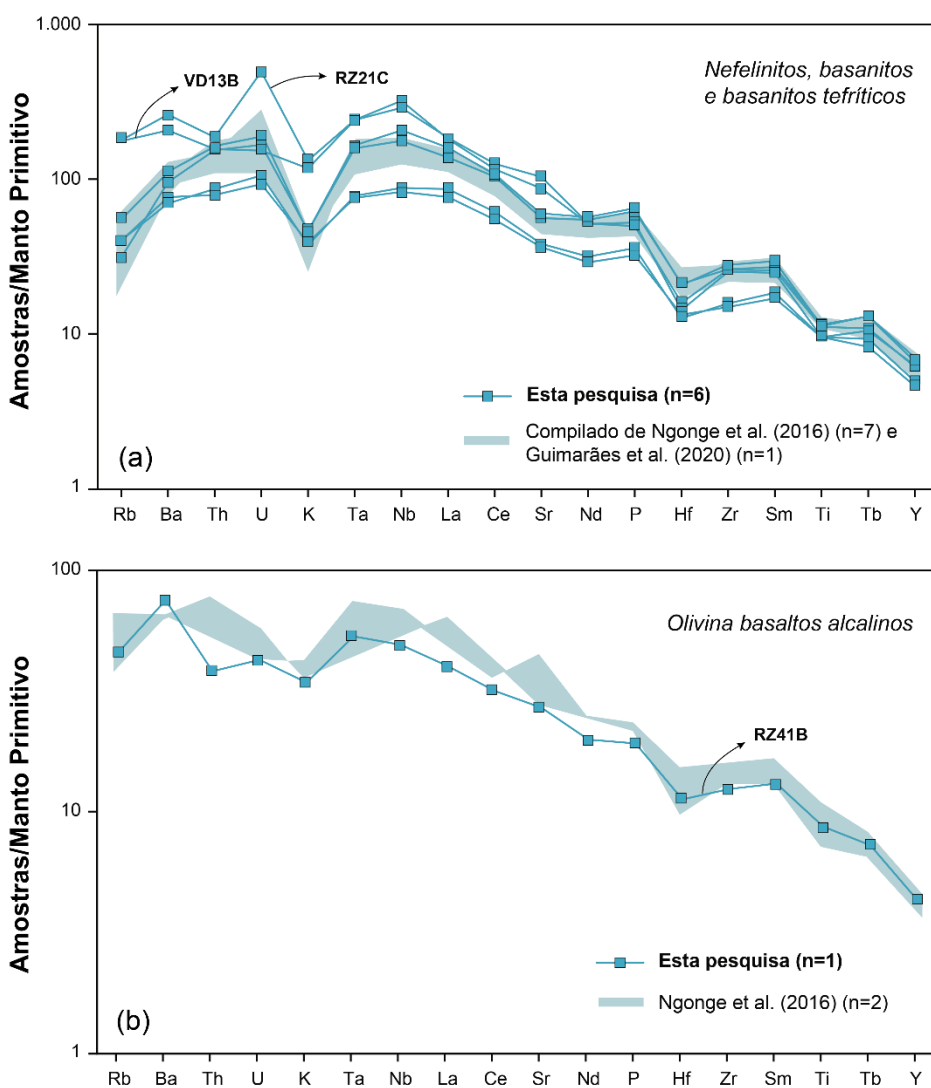 1.000
100
10
1
Amostras/Manto Primitivo
VD13B
RZ21C
Nefelinitos, basanitos
e basanitos tefríticos
Esta pesquisa (n=6)
Compilado de Ngonge et al. (2016) (n=7) e
Guimarães et al. (2020) (n=1)
(a)
Rb Ba Th U K Ta Nb La Ce Sr Nd P Hf Zr Sm Ti Tb Y
100
10
1
Amostras/Manto Primitivo
Olivina basaltos alcalinos
RZ41B
Esta pesquisa (n=1)
Ngonge et al. (2016) (n=2)
(b)
Rb Ba Th U K Ta Nb La Ce Sr Nd P Hf Zr Sm Ti Tb Y